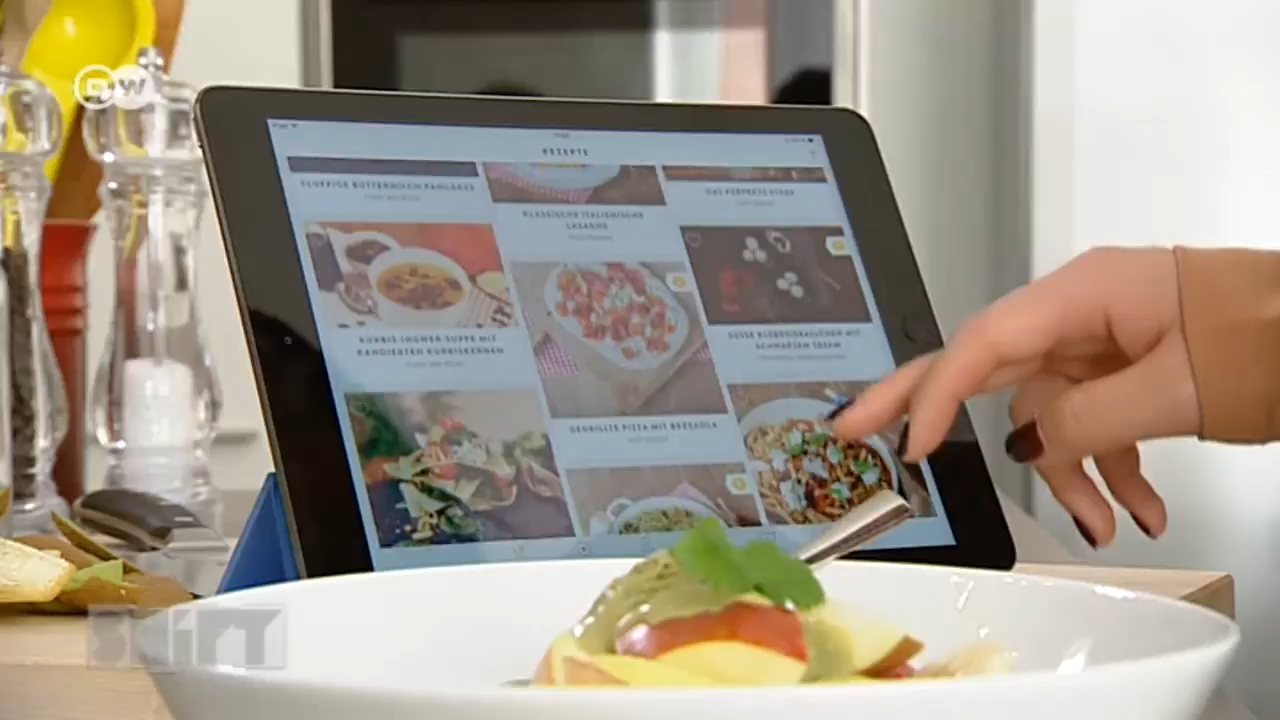 DW
REZEPTE
FLUFFIGE BUTTERMILCH PANCAKES
KLASSISCHE ITALIENISCHE
LASAGNE
DAS PERFEKTE STEAK
KÜRBIS-INGWER-SUPPE MIT
KANDIERTEN KÜRBISKERNEN
GEGRILLTE PIZZA MIT BRESAOLA
SÜSSE KLEBREISBÄLLCHEN MIT
SCHWARZEM SESAM
SHIFT